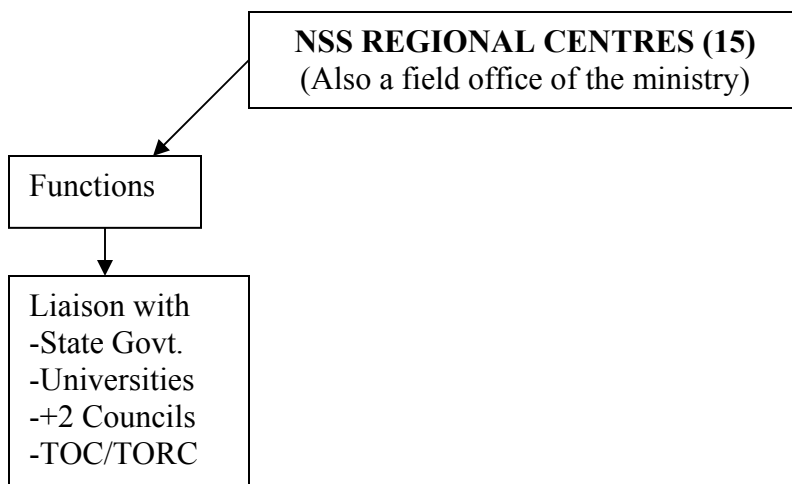 NSS REGIONAL CENTRES (15)
(Also a field office of the ministry)
Functions
Liaison with
-State Govt.
-Universities
-+2 Councils
-TOC/TORC